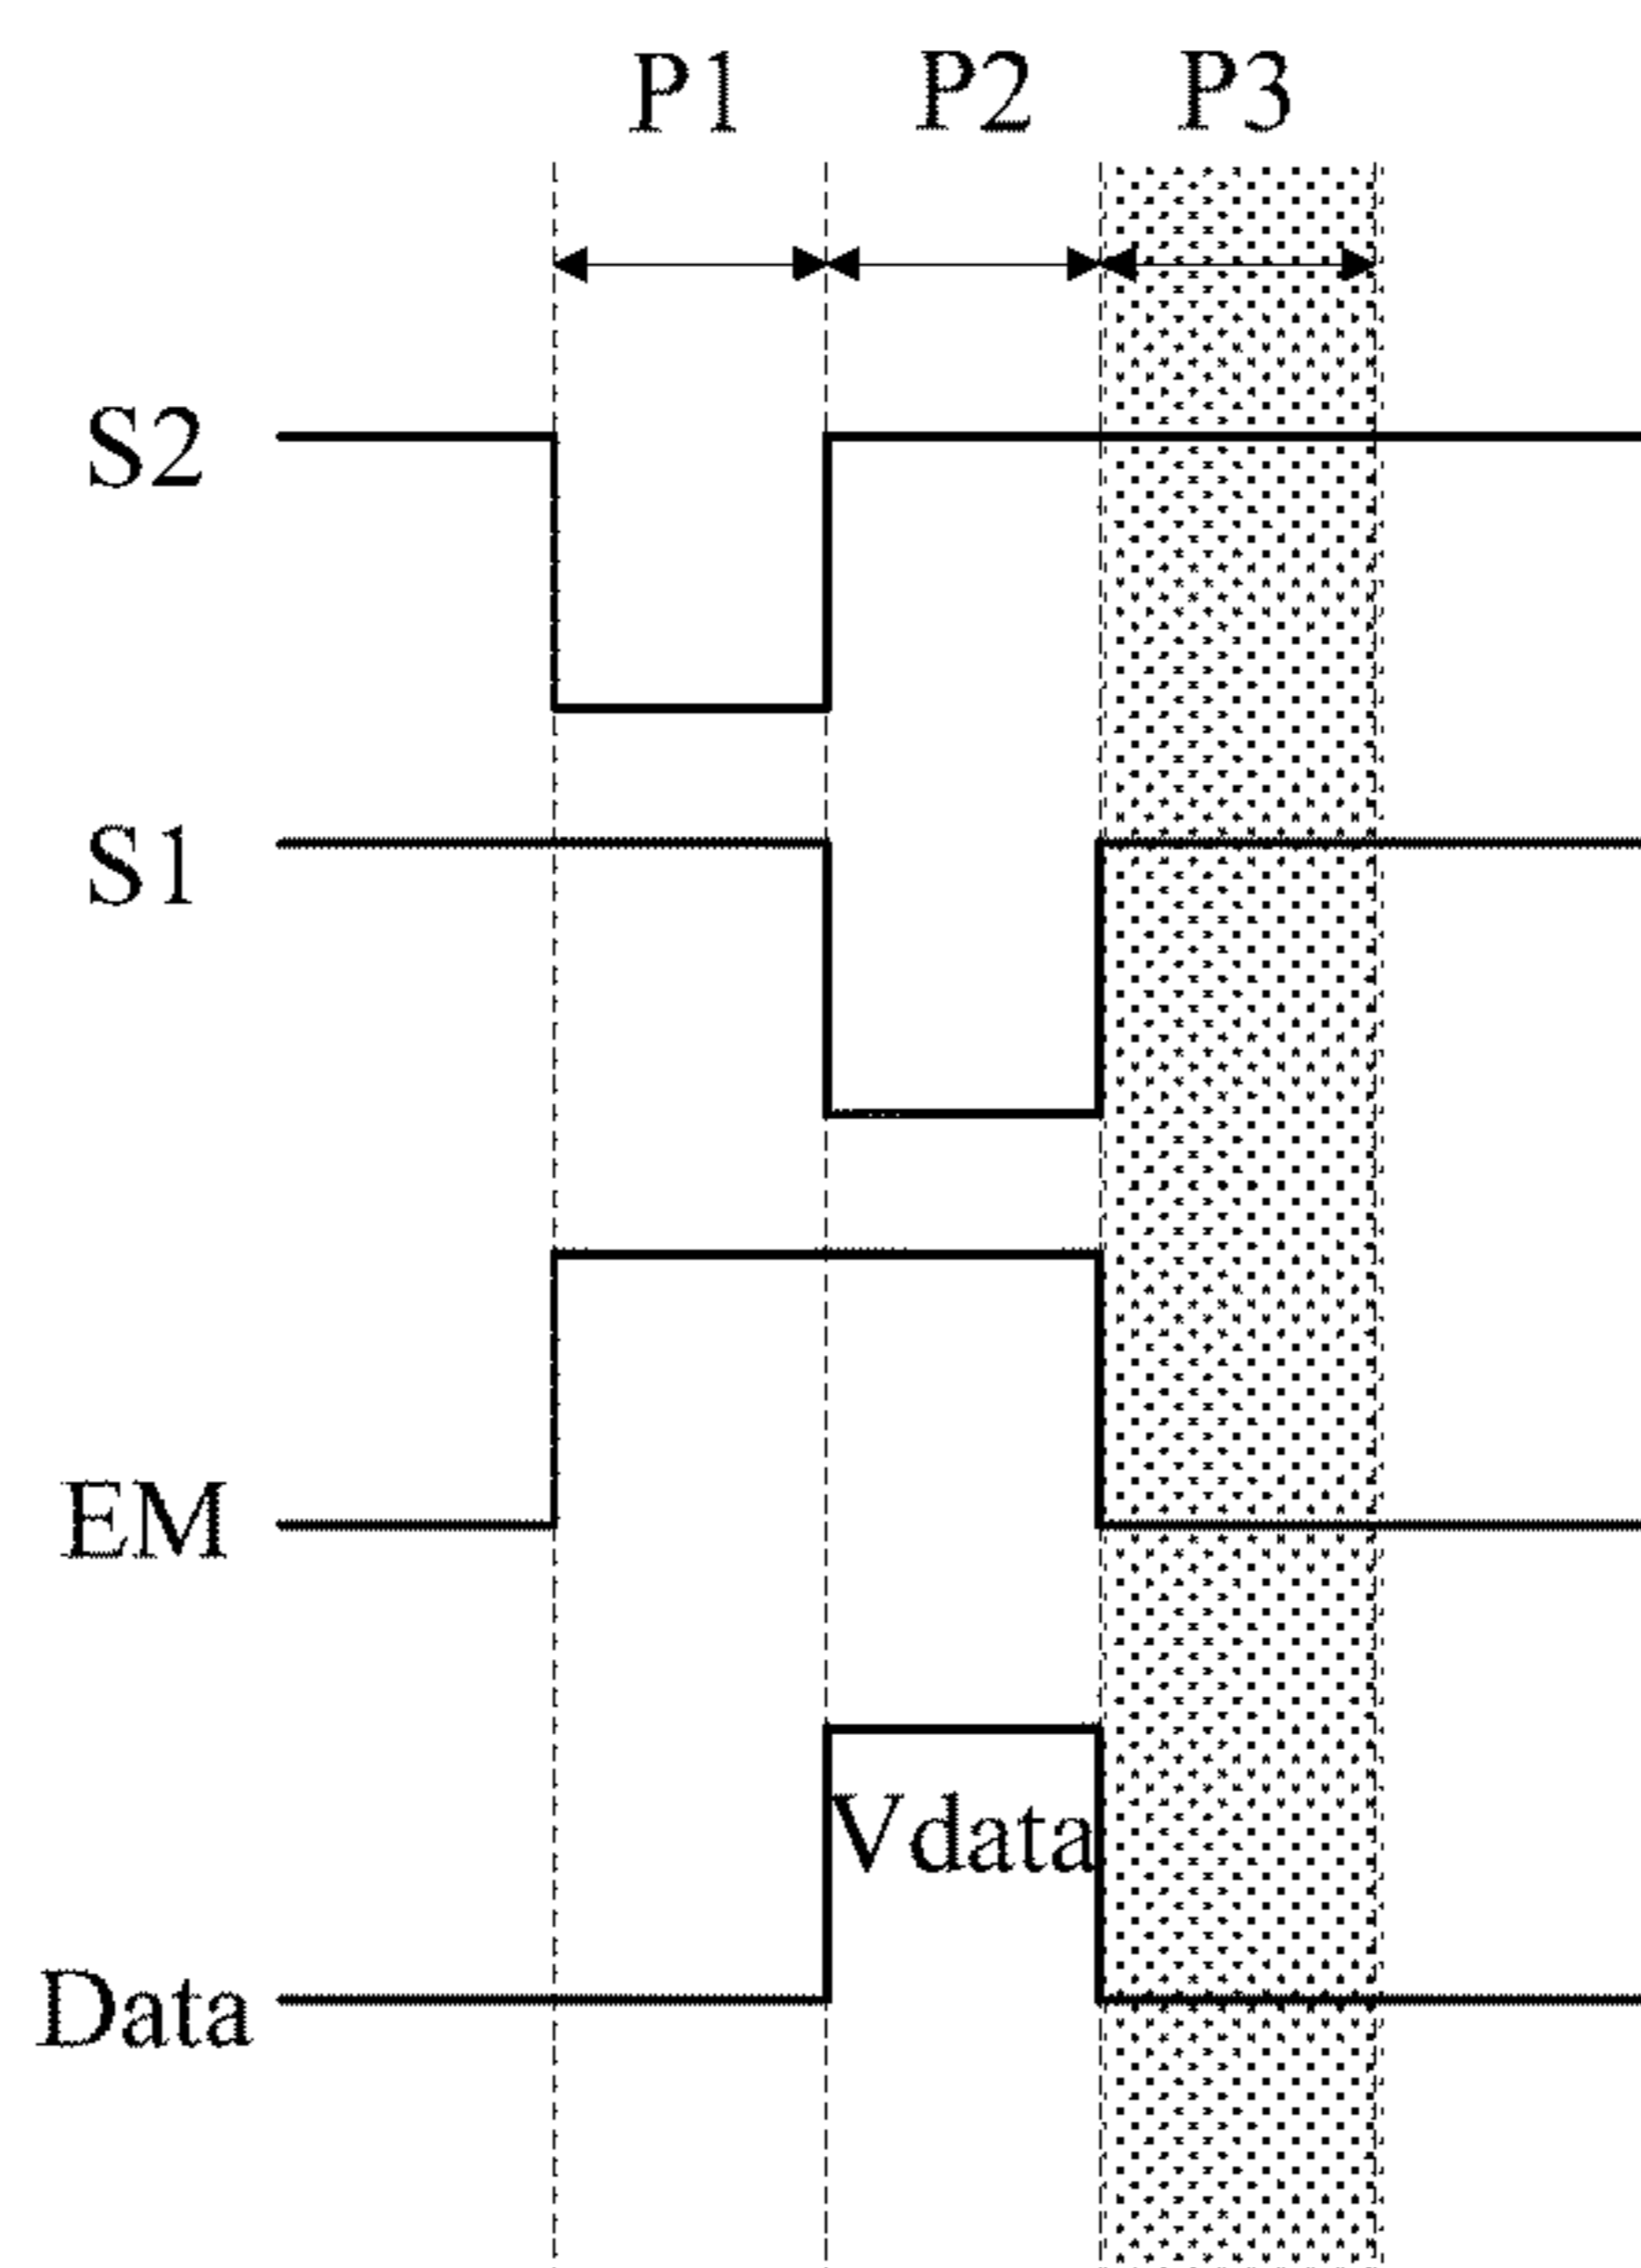 P1 P2 P3
S2
S1
EM
Vdata
Data